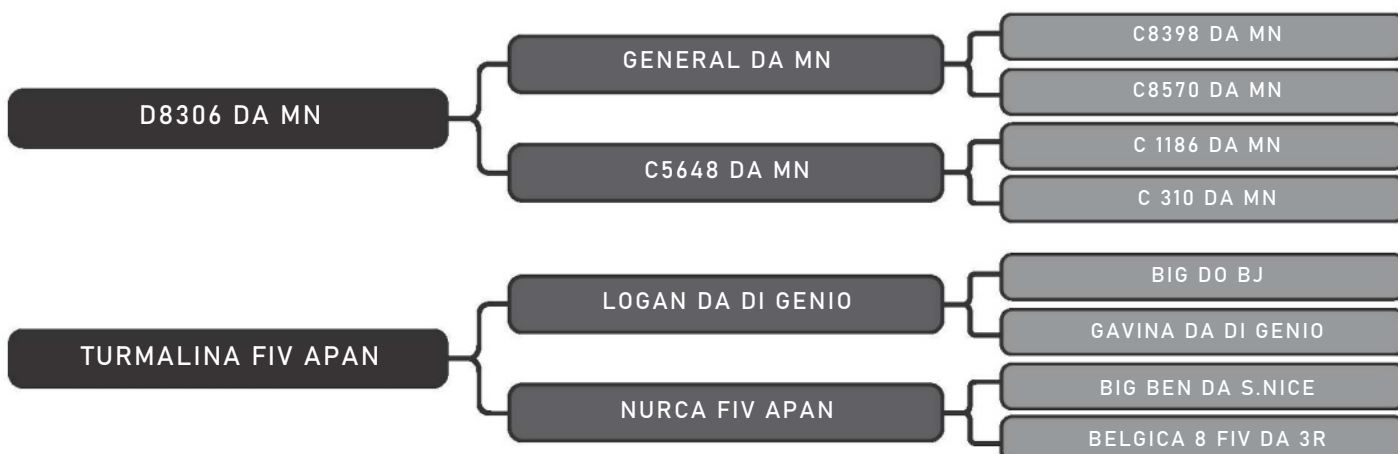 C8398 DA MN
GENERAL DA MN
C8570 DA MN
D8306 DA MN
C 1186 DA MN
C5648 DA MN
C 310 DA MN
BIG DO BJ
LOGAN DA DI GENIO
GAVINA DA DI GENIO
TURMALINA FIV APAN
BIG BEN DA S.NICE
NURCA FIV APAN
BELGICA 8 FIV DA 3R